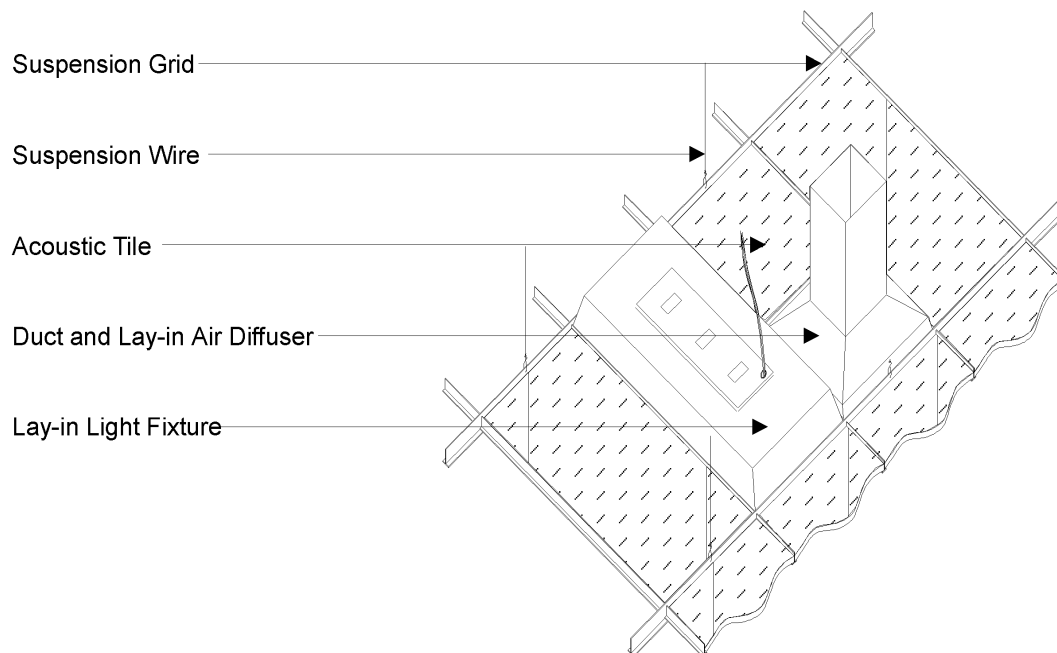 Suspension Grid
Suspension Wire
Acoustic Tile
Duct and Lay-in Air Diffuser
Lay-in Light Fixture